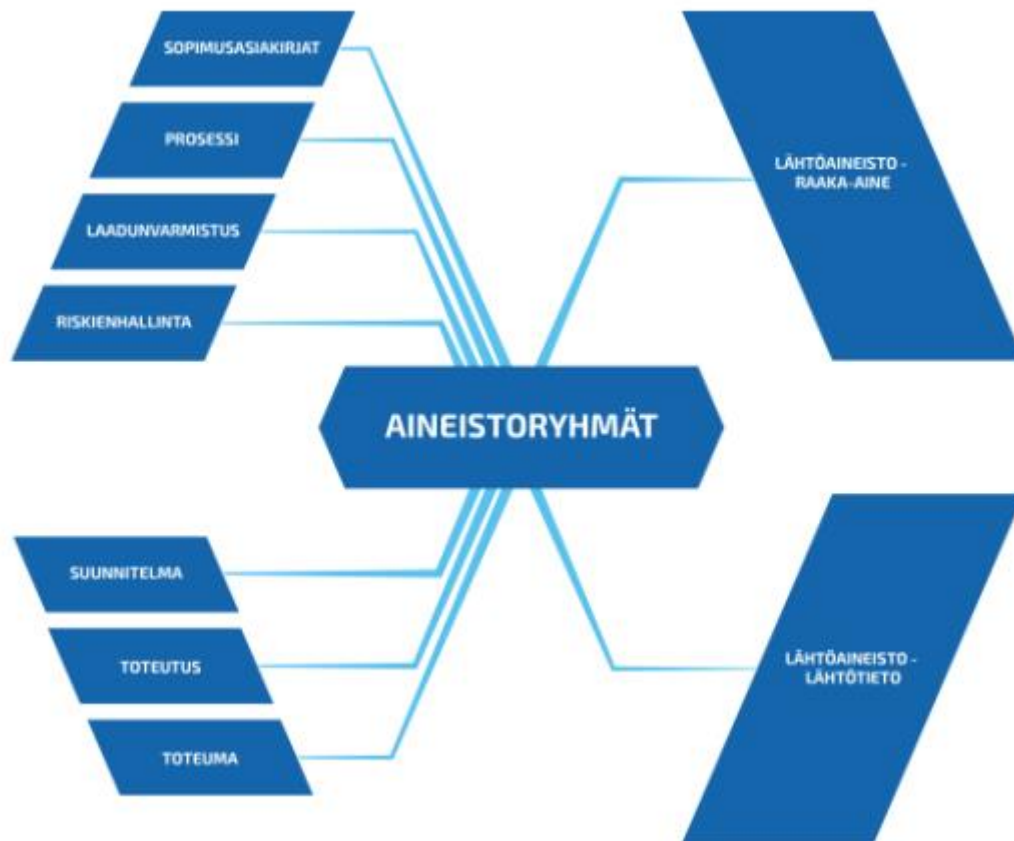 SOPIMUSASIAKIRJAT
PROSESSI
LAADUNVARMISTUS
RISKIENHALLINTA
LÄHTÖAINEISTO -
RAAKA-AINE
AINEISTORYHMÄT
SUUNNITELMA
TOTEUTUS
TOTEUMA
LÄHTÖAINEISTO -
LÄHTÖTIETO